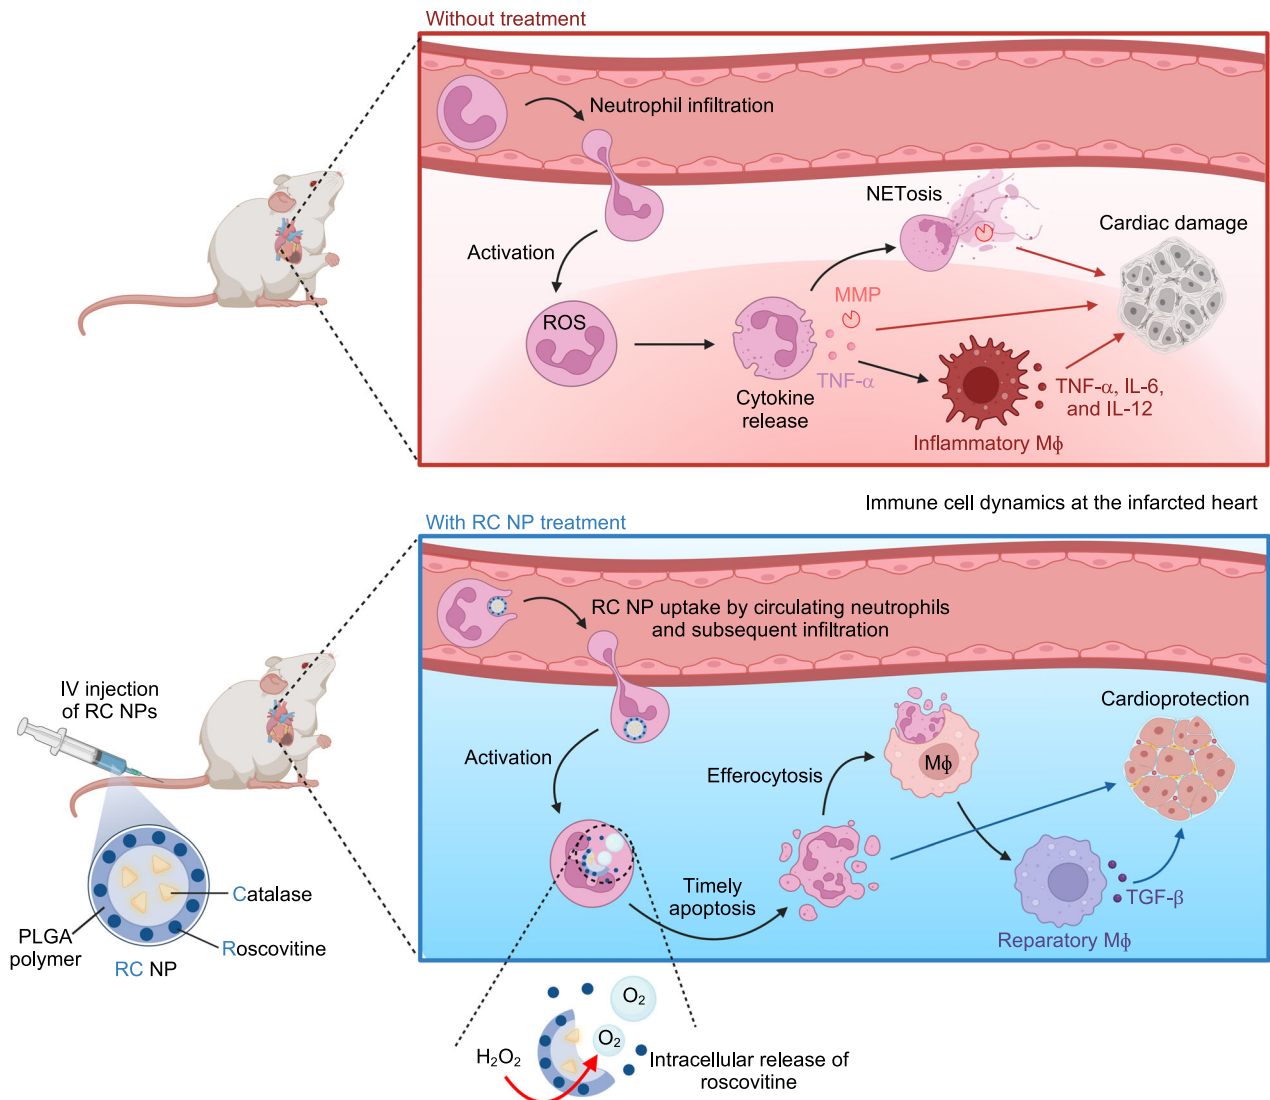 Without treatment
Neutrophil infiltration
NETosis
Cardiac damage
Activation
MMP
ROS
TNF-α
Cytokine
release
TNF-α, IL-6,
and IL-12
Inflammatory Mϕ
Immune cell dynamics at the infarcted heart
With RC NP treatment
RC NP uptake by circulating neutrophils
and subsequent infiltration
IV injection
of RC NPs
Cardioprotection
Activation
Efferocytosis
Mϕ
Timely
apoptosis
TGF-β
Reparatory Mϕ
Catalase
PLGA
polymer
Roscovitine
RC NP
O₂
O₂
H₂O₂
Intracellular release of
roscovitine